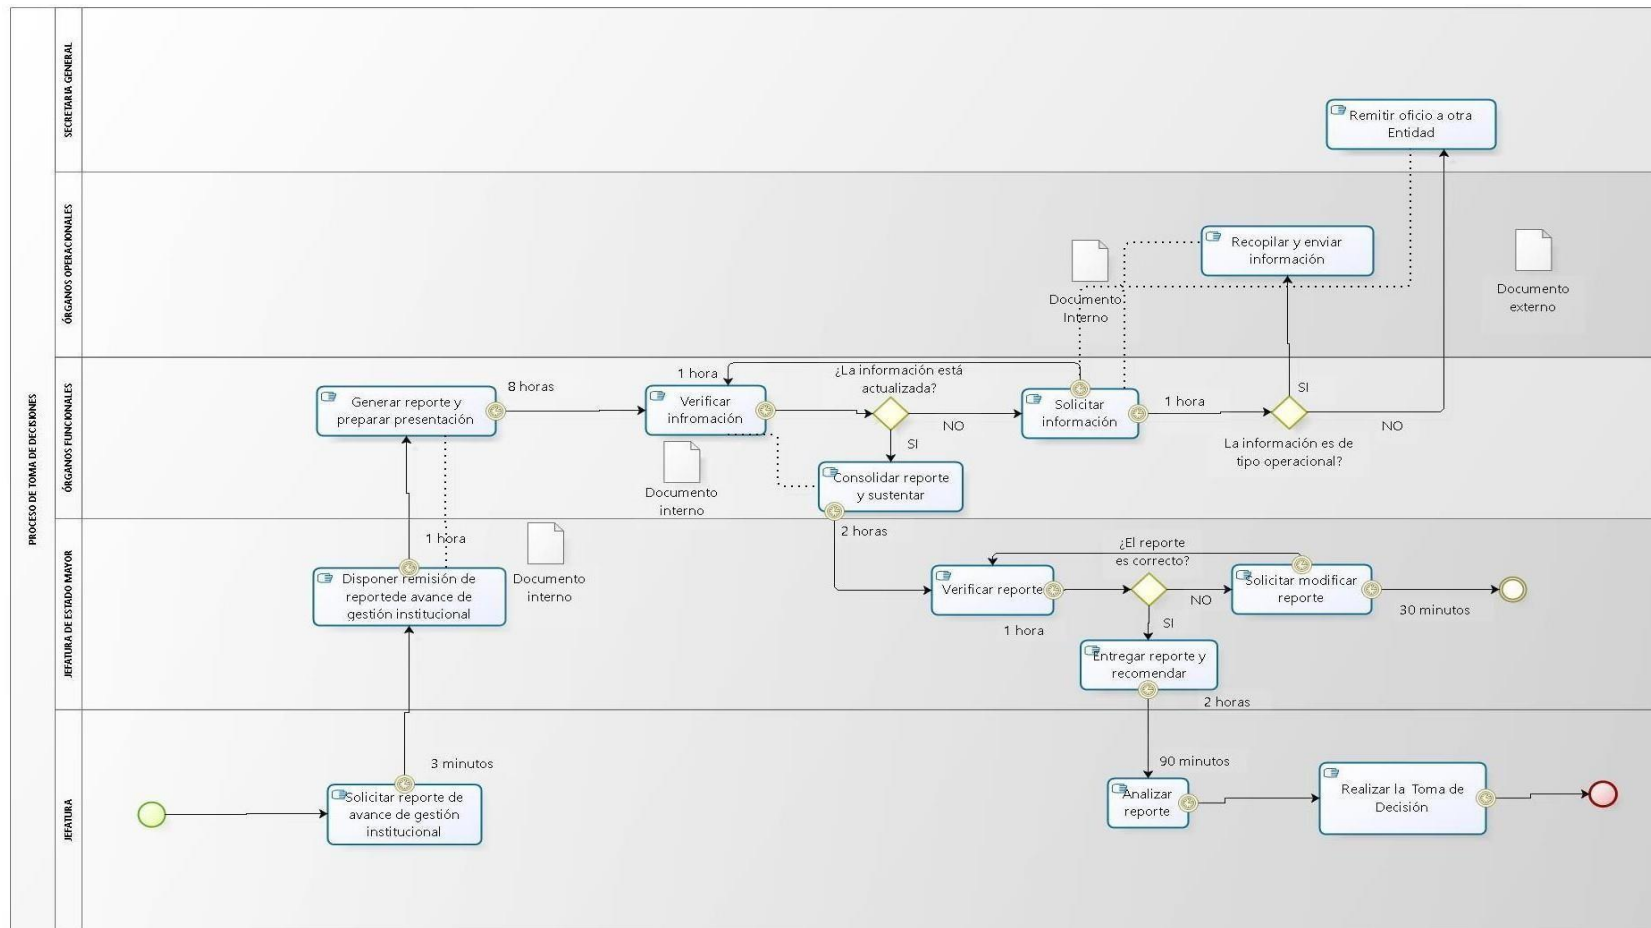 PROCESO DE TOMA DE DECISIONES
SECRETARIA GENERAL
Remitir oficio a otra
Entidad
ÓRGANOS OPERACIONALES
Recopilar y enviar
información
Documento
Interno
Documento
externo
ÓRGANOS FUNCIONALES
Generar reporte y
preparar presentación
8 horas
1 hora
Verificar
infromación
Documento
interno
¿La información está
actualizada?
NO
SI
Consolidar reporte
y sustentar
Solicitar
información
1 hora
SI
NO
La información es de
tipo operacional?
JEFATURA DE ESTADO MAYOR
1 hora
Disponer remisión de
reportede avance de
gestión institucional
Documento
interno
2 horas
Verificar reporte
1 hora
¿El reporte
es correcto?
NO
SI
Solicitar modificar
reporte
30 minutos
Entregar reporte y
recomendar
2 horas
JEFATURA
3 minutos
Solicitar reporte de
avance de gestión
institucional
90 minutos
Analizar
reporte
Realizar la Toma de
Decisión